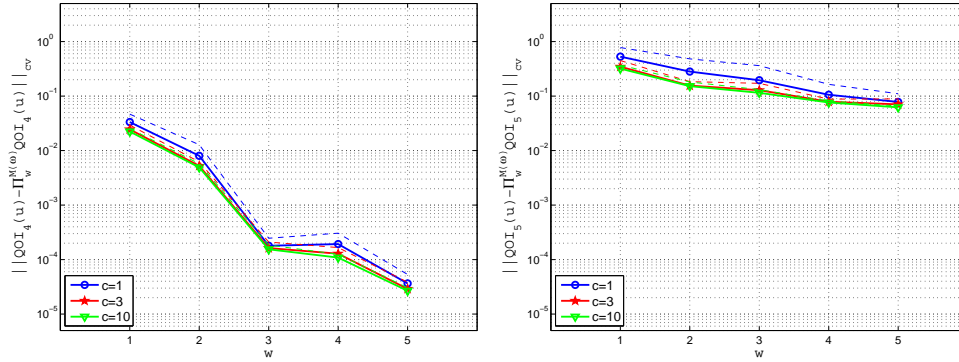 ||QOI_4(u)-Π_w^{M(ω)}QOI_4(u)||_{cv}
10^0
10^{-1}
10^{-2}
10^{-3}
10^{-4}
10^{-5}
c=1
c=3
c=10
1 2 3 4 5
w
||QOI_5(u)-Π_w^{M(ω)}QOI_5(u)||_{cv}
10^0
10^{-1}
10^{-2}
10^{-3}
10^{-4}
10^{-5}
c=1
c=3
c=10
1 2 3 4 5
w